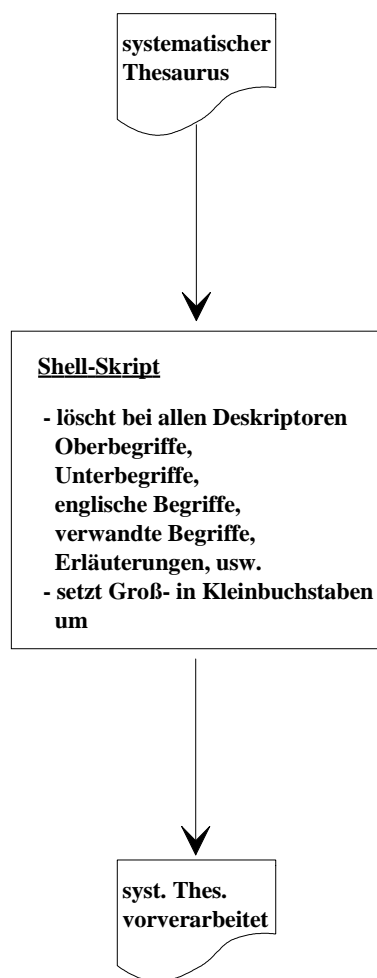 systematischer
Thesaurus
Shell-Skript
- löscht bei allen Deskriptoren
Oberbegriffe,
Unterbegriffe,
englische Begriffe,
verwandte Begriffe,
Erläuterungen, usw.
- setzt Groß- in Kleinbuchstaben
um
syst. Thes.
vorverarbeitet